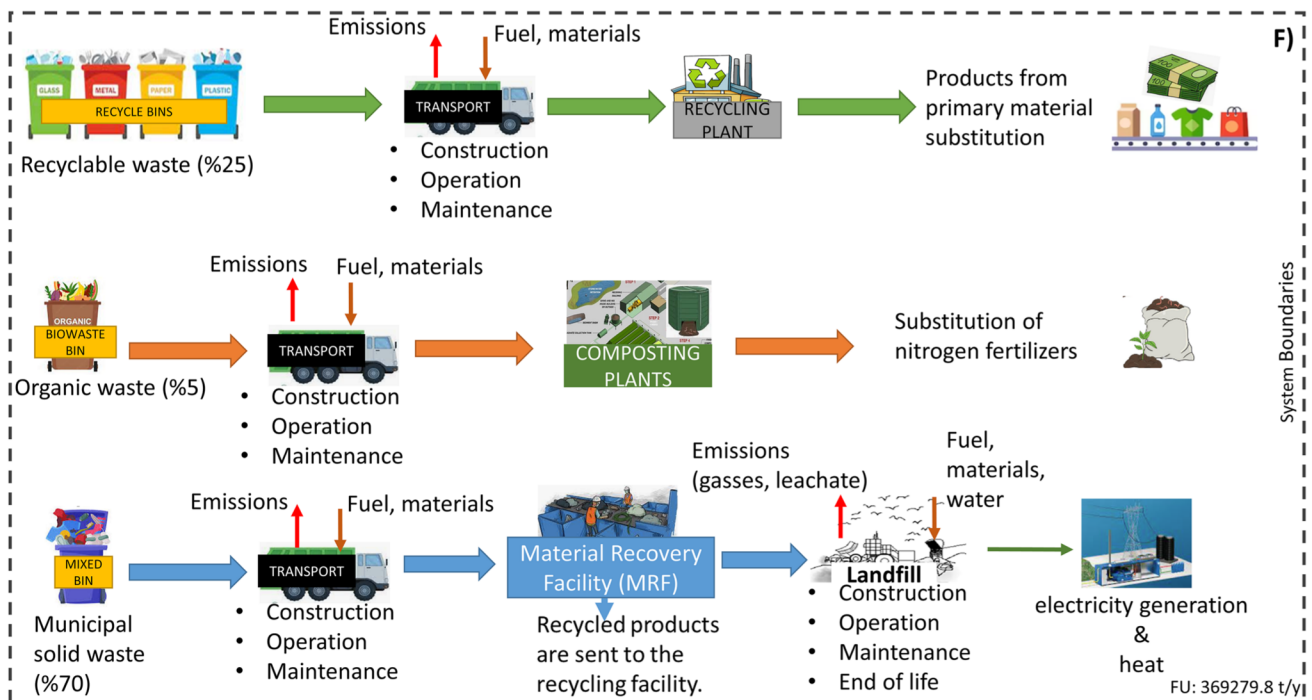 F)
Emissions
Fuel, materials
GLASS
METAL
PAPER
PLASTIC
RECYCLE BINS
TRANSPORT
RECYCLING
PLANT
Products from
primary material
substitution
Recyclable waste (%25)
• Construction
• Operation
• Maintenance
100
System Boundaries
Emissions
Fuel, materials
ORGANIC
BIOWASTE
BIN
TRANSPORT
STEP 1
COMPOSTING
PLANTS
Substitution of
nitrogen fertilizers
Organic waste (%5)
• Construction
• Operation
• Maintenance
Emissions
(gasses, leachate)
Fuel,
materials,
water
Emissions
Fuel, materials
MIXED
BIN
TRANSPORT
Material Recovery
Facility (MRF)
Landfill
Municipal
solid waste
(%70)
• Construction
• Operation
• Maintenance
Recycled products
are sent to the
recycling facility.
• Construction
• Operation
• Maintenance
• End of life
electricity generation
&
heat
FU: 369279.8 t/y